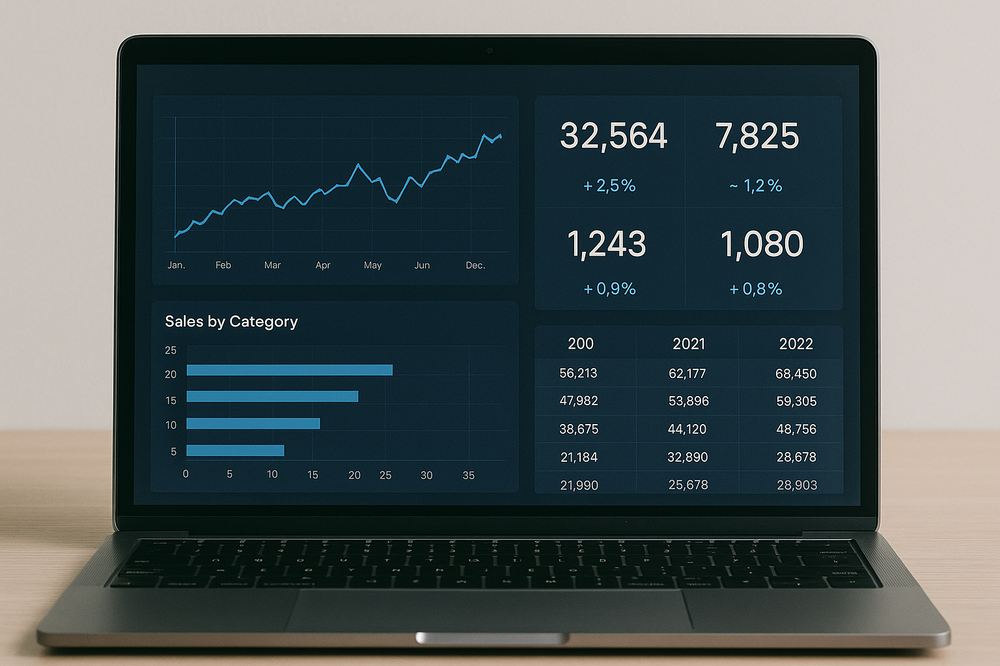 Jan. Feb Mar Apr May Jun Dec.
32,564 7,825
+ 2,5% ~ 1,2%
1,243 1,080
+ 0,9% + 0,8%
Sales by Category
25
20
15
10
5
0 5 10 15 20 25 30 35
200 2021 2022
56,213 62,177 68,450
47,982 53,896 59,305
38,675 44,120 48,756
21,184 32,890 28,678
21,990 25,678 28,903